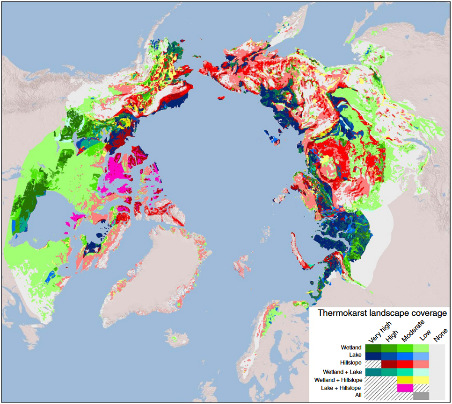 Thermokarst landscape coverage
Very high
High
Moderate
Low
None
Wetland
Lake
Hillslope
Wetland + Lake
Wetland + Hillslope
Lake + Hillslope
All